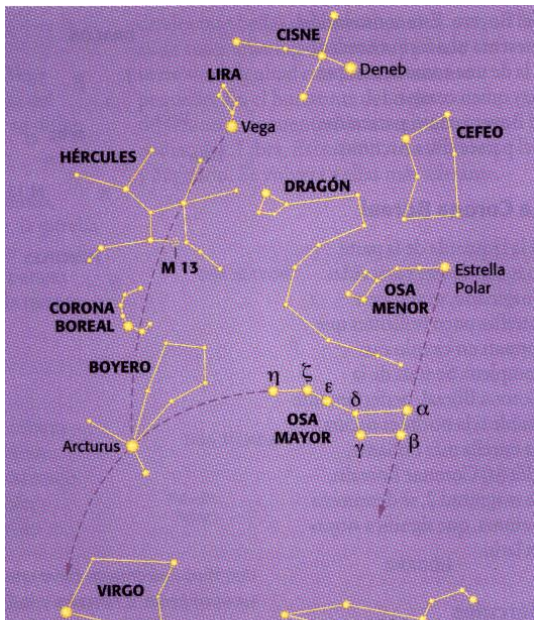 CISNE
Deneb
LIRA
Vega
CEFEO
HÉRCULES
DRAGÓN
M 13
Estrella
Polar
OSA
MENOR
CORONA
BOREAL
BOYERO
η
ζ
ε
δ
α
OSA
MAYOR
γ
β
Arcturus
VIRGO